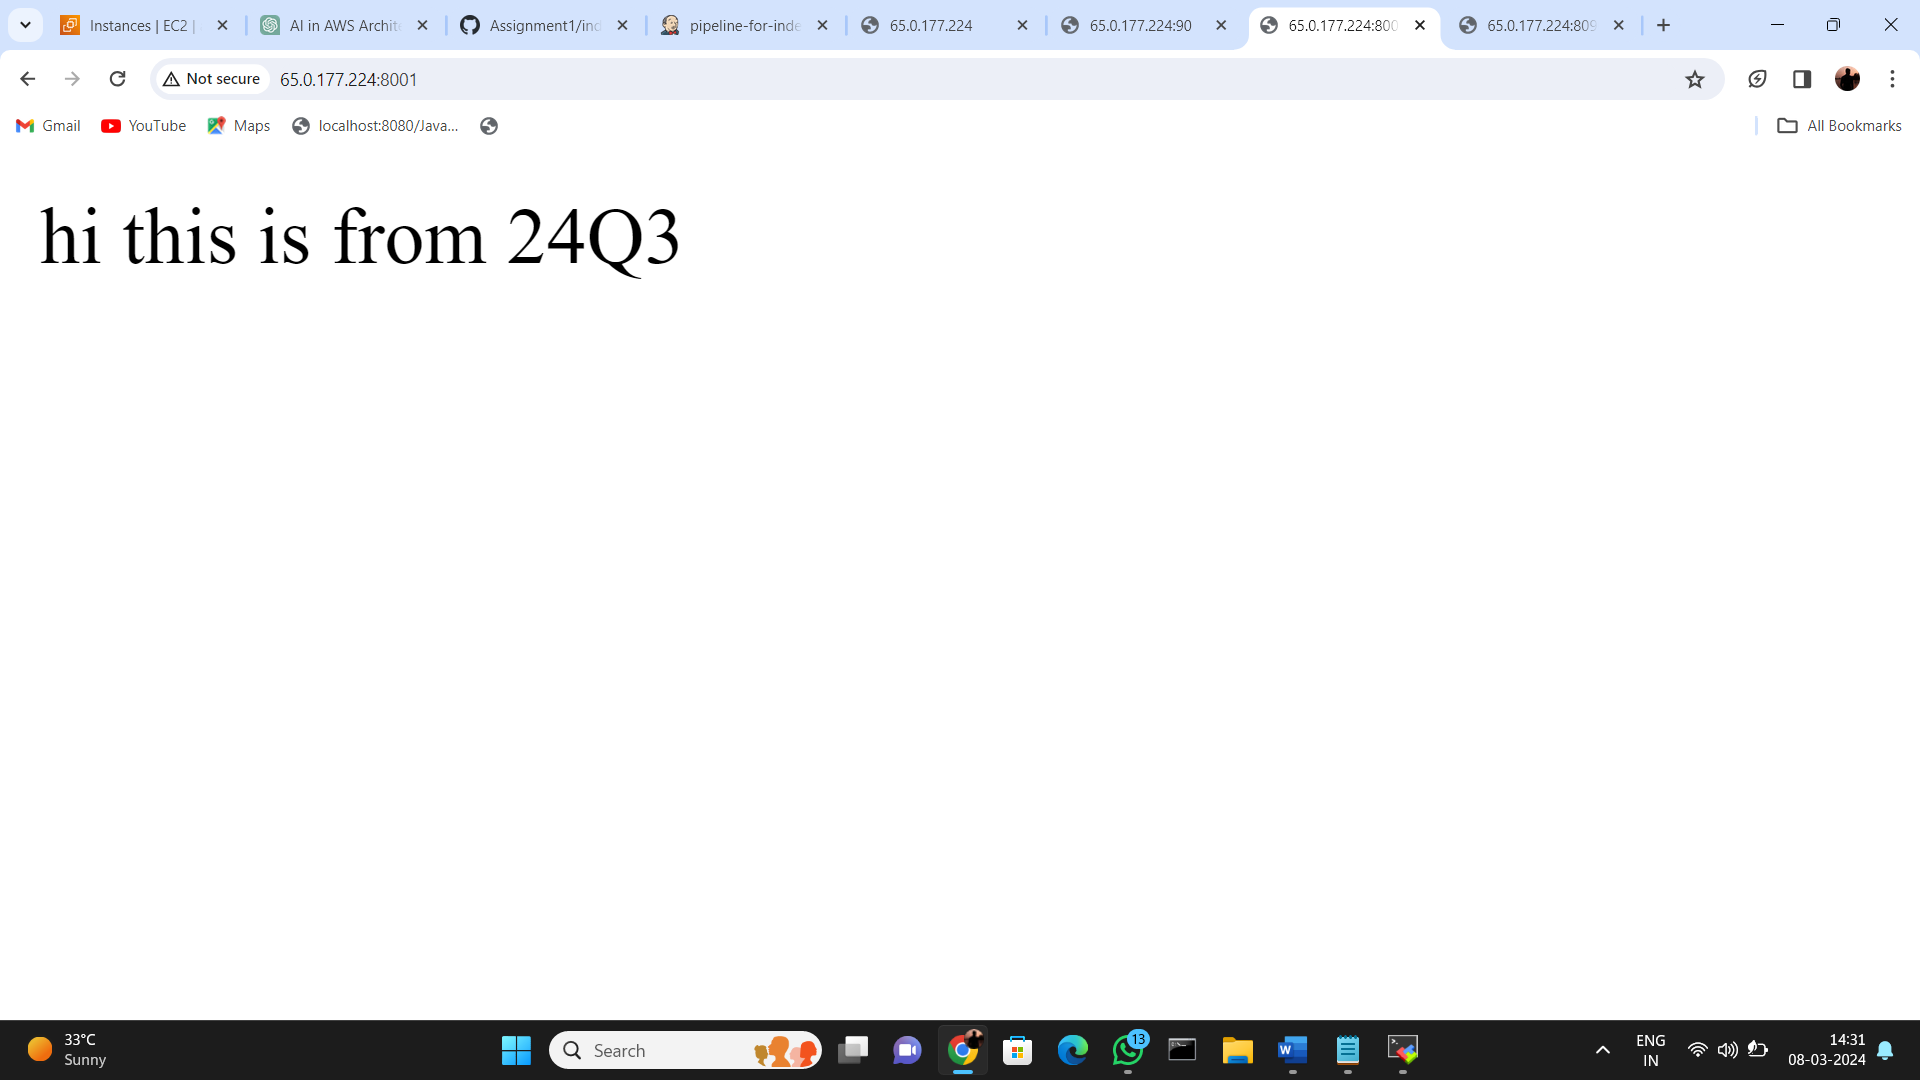 Instances | EC2 |
AI in AWS Archit
Assignment1/ind
pipeline-for-inde
65.0.177.224
65.0.177.224:90
65.0.177.224:800
65.0.177.224:809
Not secure
65.0.177.224:8001
Gmail
YouTube
Maps
localhost:8080/Java...
All Bookmarks
hi this is from 24Q3
33°C
Sunny
Search
13
ENG
IN
14:31
08-03-2024